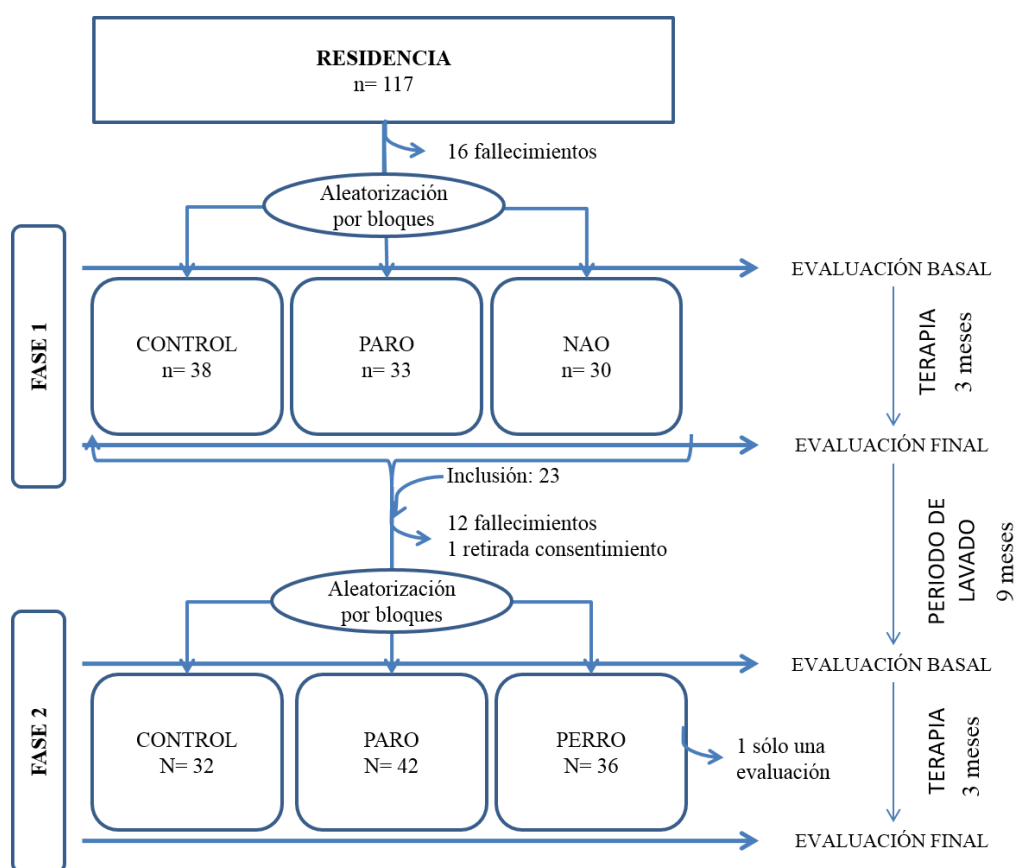 RESIDENCIA
n= 117
16 fallecimientos
Aleatorización
por bloques
FASE 1
EVALUACIÓN BASAL
CONTROL
n= 38
PARO
n= 33
NAO
n= 30
TERAPIA
3 meses
EVALUACIÓN FINAL
Inclusión: 23
12 fallecimientos
1 retirada consentimiento
PERIODO DE
LAVADO
9 meses
Aleatorización
por bloques
FASE 2
EVALUACIÓN BASAL
CONTROL
N= 32
PARO
N= 42
PERRO
N= 36
1 sólo una
evaluación
TERAPIA
3 meses
EVALUACIÓN FINAL